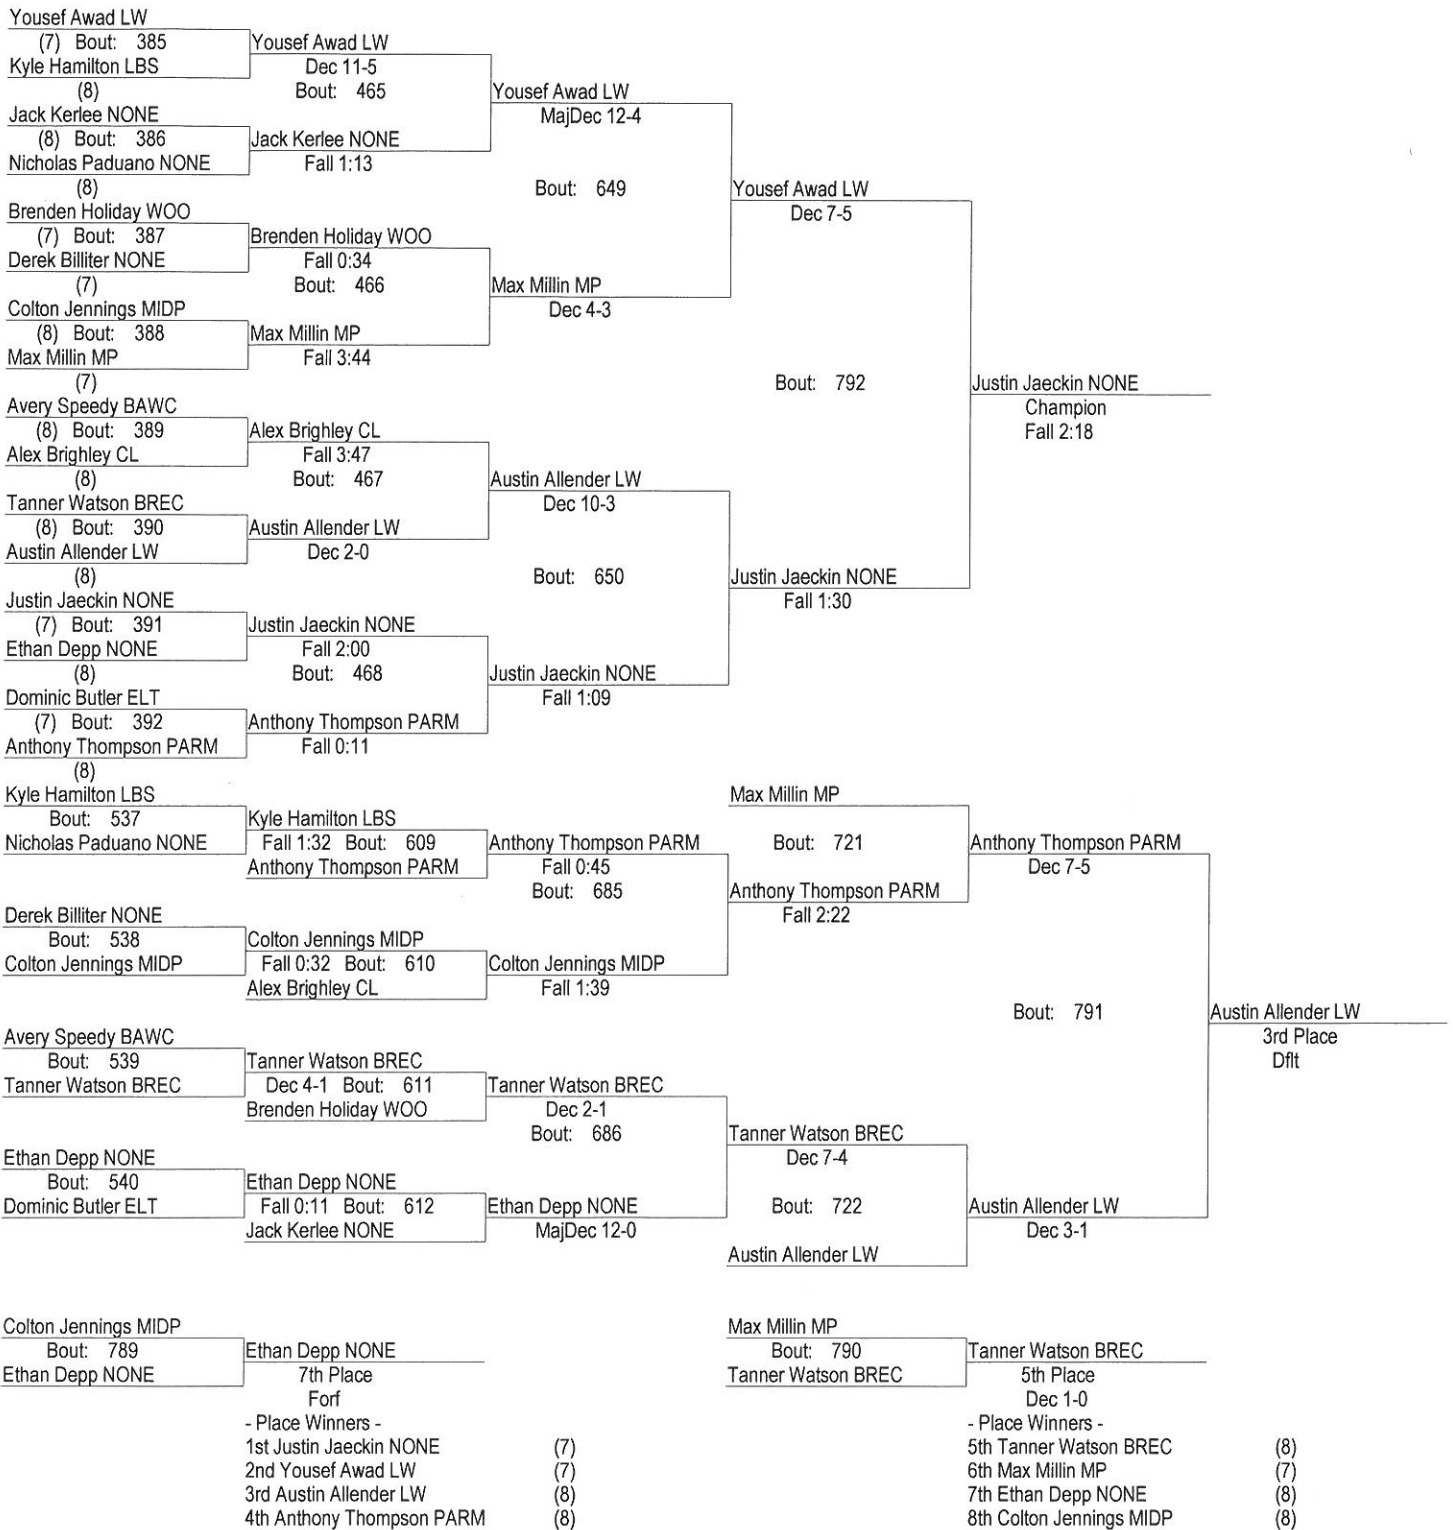 Yousef Awad LW
(7) Bout: 385
Kyle Hamilton LBS
(8)
Jack Kerlee NONE
(8) Bout: 386
Nicholas Paduano NONE
(8)
Brenden Holiday WOO
(7) Bout: 387
Derek Billiter NONE
(7)
Colton Jennings MIDP
(8) Bout: 388
Max Millin MP
(7)
Avery Speedy BAWC
(8) Bout: 389
Alex Brighley CL
(8)
Tanner Watson BREC
(8) Bout: 390
Austin Allender LW
(8)
Justin Jaeckin NONE
(7) Bout: 391
Ethan Depp NONE
(8)
Dominic Butler ELT
(7) Bout: 392
Anthony Thompson PARM
(8)
Yousef Awad LW
Dec 11-5
Bout: 465
Jack Kerlee NONE
Fall 1:13
Brenden Holiday WOO
Fall 0:34
Bout: 466
Max Millin MP
Fall 3:44
Alex Brighley CL
Fall 3:47
Bout: 467
Austin Allender LW
Dec 2-0
Justin Jaeckin NONE
Fall 2:00
Bout: 468
Anthony Thompson PARM
Fall 0:11
Yousef Awad LW
MajDec 12-4
Bout: 649
Max Millin MP
Dec 4-3
Austin Allender LW
Dec 10-3
Bout: 650
Justin Jaeckin NONE
Fall 1:09
Yousef Awad LW
Dec 7-5
Bout: 792
Justin Jaeckin NONE
Fall 1:30
Justin Jaeckin NONE
Champion
Fall 2:18
Kyle Hamilton LBS
Bout: 537
Nicholas Paduano NONE
Derek Billiter NONE
Bout: 538
Colton Jennings MIDP
Avery Speedy BAWC
Bout: 539
Tanner Watson BREC
Ethan Depp NONE
Bout: 540
Dominic Butler ELT
Kyle Hamilton LBS
Fall 1:32 Bout: 609
Anthony Thompson PARM
Colton Jennings MIDP
Fall 0:32 Bout: 610
Alex Brighley CL
Tanner Watson BREC
Dec 4-1 Bout: 611
Brenden Holiday WOO
Ethan Depp NONE
Fall 0:11 Bout: 612
Jack Kerlee NONE
Anthony Thompson PARM
Fall 0:45
Bout: 685
Colton Jennings MIDP
Fall 1:39
Tanner Watson BREC
Dec 2-1
Bout: 686
Ethan Depp NONE
MajDec 12-0
Max Millin MP
Bout: 721
Anthony Thompson PARM
Fall 2:22
Tanner Watson BREC
Dec 7-4
Bout: 722
Austin Allender LW
Anthony Thompson PARM
Dec 7-5
Bout: 791
Austin Allender LW
Dec 3-1
Austin Allender LW
3rd Place
Dflt
Colton Jennings MIDP
Bout: 789
Ethan Depp NONE
Ethan Depp NONE
7th Place
Forf
Max Millin MP
Bout: 790
Tanner Watson BREC
Tanner Watson BREC
5th Place
Dec 1-0
- Place Winners -
1st Justin Jaeckin NONE (7)
2nd Yousef Awad LW (7)
3rd Austin Allender LW (8)
4th Anthony Thompson PARM (8)
- Place Winners -
5th Tanner Watson BREC (8)
6th Max Millin MP (7)
7th Ethan Depp NONE (8)
8th Colton Jennings MIDP (8)